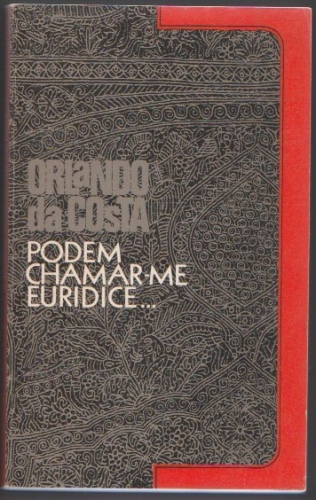 ORLaNDO
da COSTA
PODEM
CHAMAR-ME
EURIDICE...